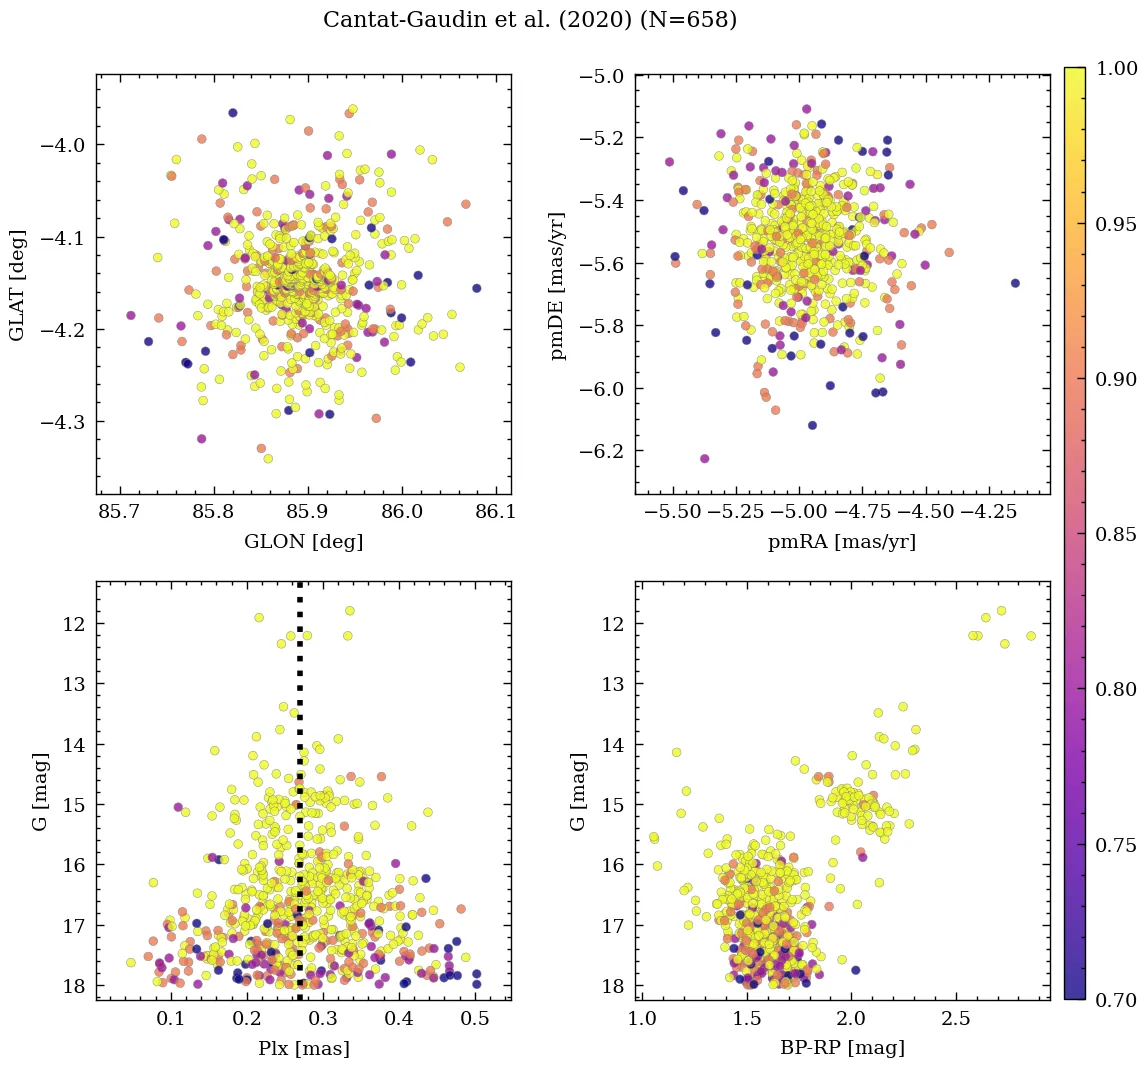 Cantat-Gaudin et al. (2020) (N=658)
−4.0
−4.1
−4.2
−4.3
GLAT [deg]
85.7 85.8 85.9 86.0 86.1
GLON [deg]
−5.0
−5.2
−5.4
−5.6
−5.8
−6.0
−6.2
pmDE [mas/yr]
−5.50 −5.25 −5.00 −4.75 −4.50 −4.25
pmRA [mas/yr]
12
13
14
15
16
17
18
G [mag]
0.1 0.2 0.3 0.4 0.5
Plx [mas]
12
13
14
15
16
17
18
G [mag]
1.0 1.5 2.0 2.5
BP-RP [mag]
1.00
0.95
0.90
0.85
0.80
0.75
0.70